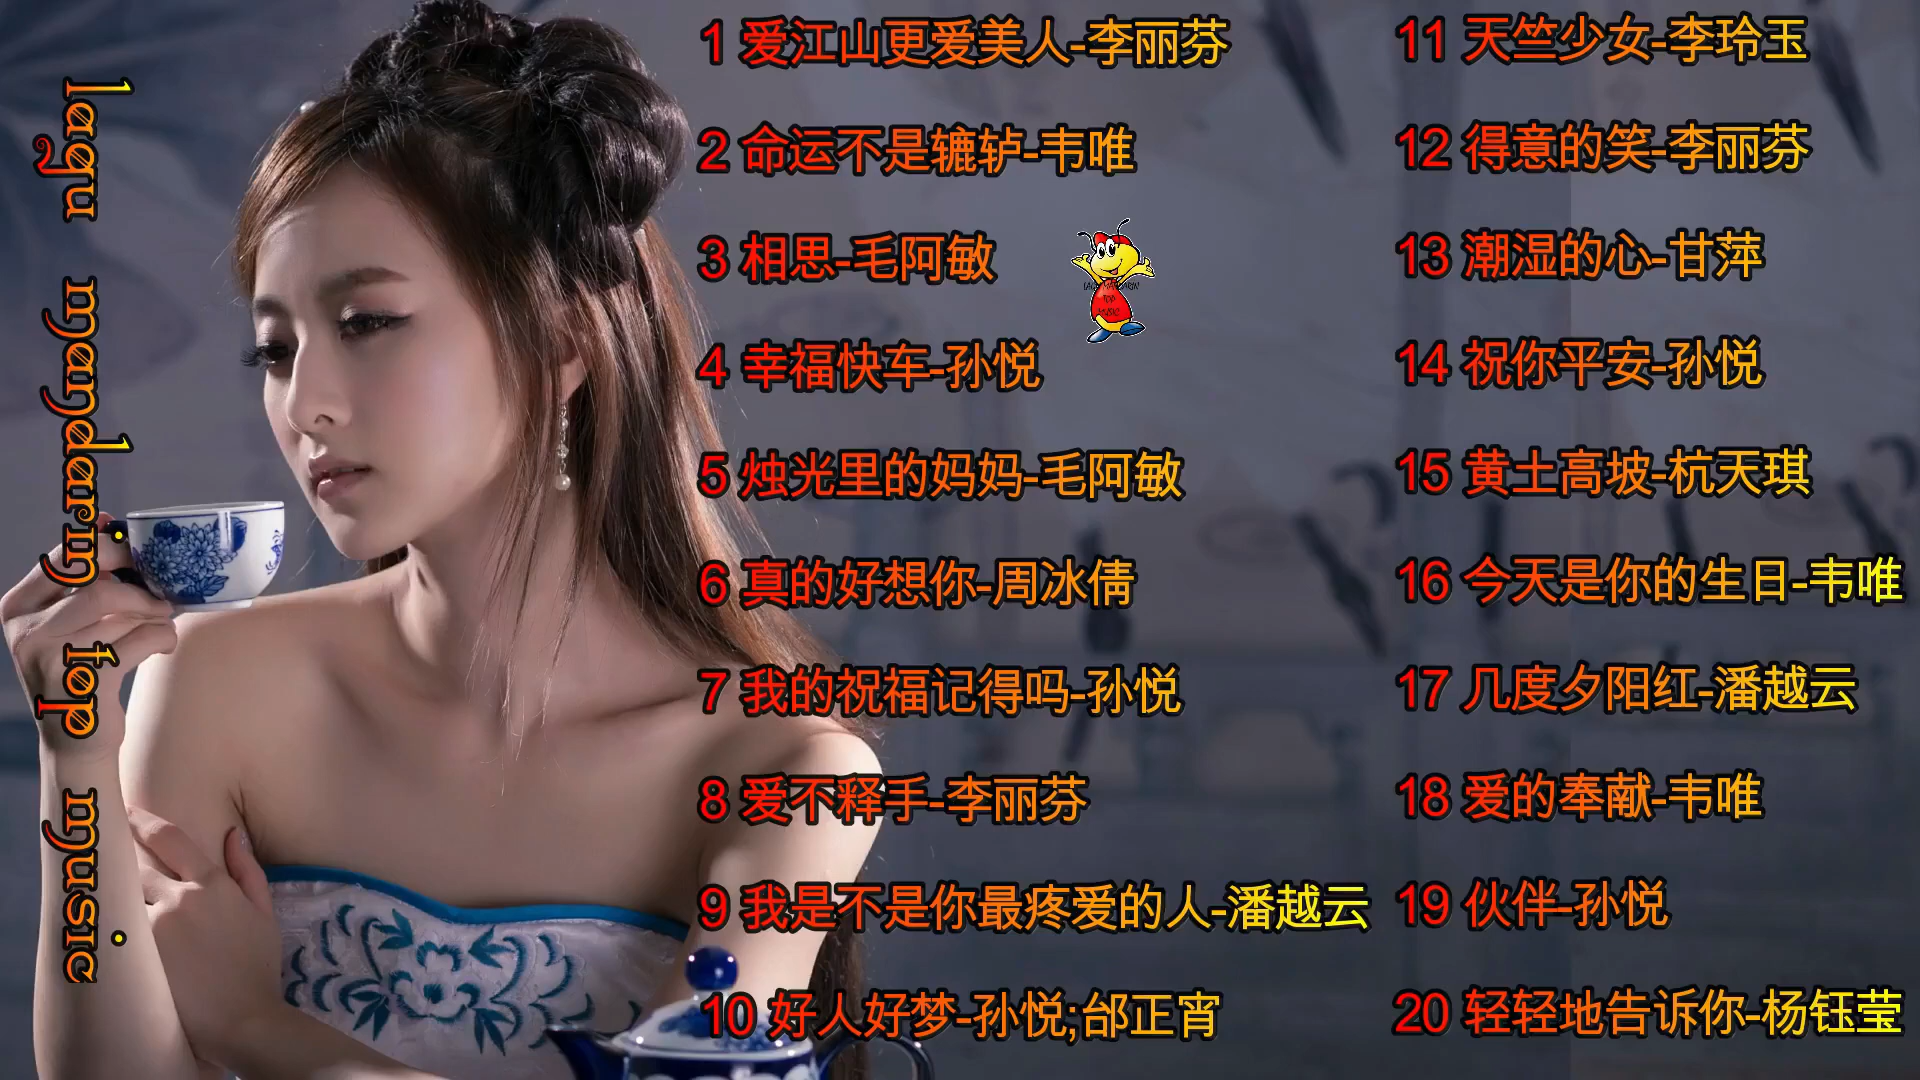 lagu mandarin top music
1 爱江山更爱美人-李丽芬
2 命运不是辘轳-韦唯
3 相思-毛阿敏
4 幸福快车-孙悦
5 烛光里的妈妈-毛阿敏
6 真的好想你-周冰倩
7 我的祝福记得吗-孙悦
8 爱不释手-李丽芬
9 我是不是你最疼爱的人-潘越云
10 好人好梦-孙悦;邰正宵
LAGU MANDARIN
TOP
MUSIC
11 天竺少女-李玲玉
12 得意的笑-李丽芬
13 潮湿的心-甘萍
14 祝你平安-孙悦
15 黄土高坡-杭天琪
16 今天是你的生日-韦唯
17 几度夕阳红-潘越云
18 爱的奉献-韦唯
19 伙伴-孙悦
20 轻轻地告诉你-杨钰莹